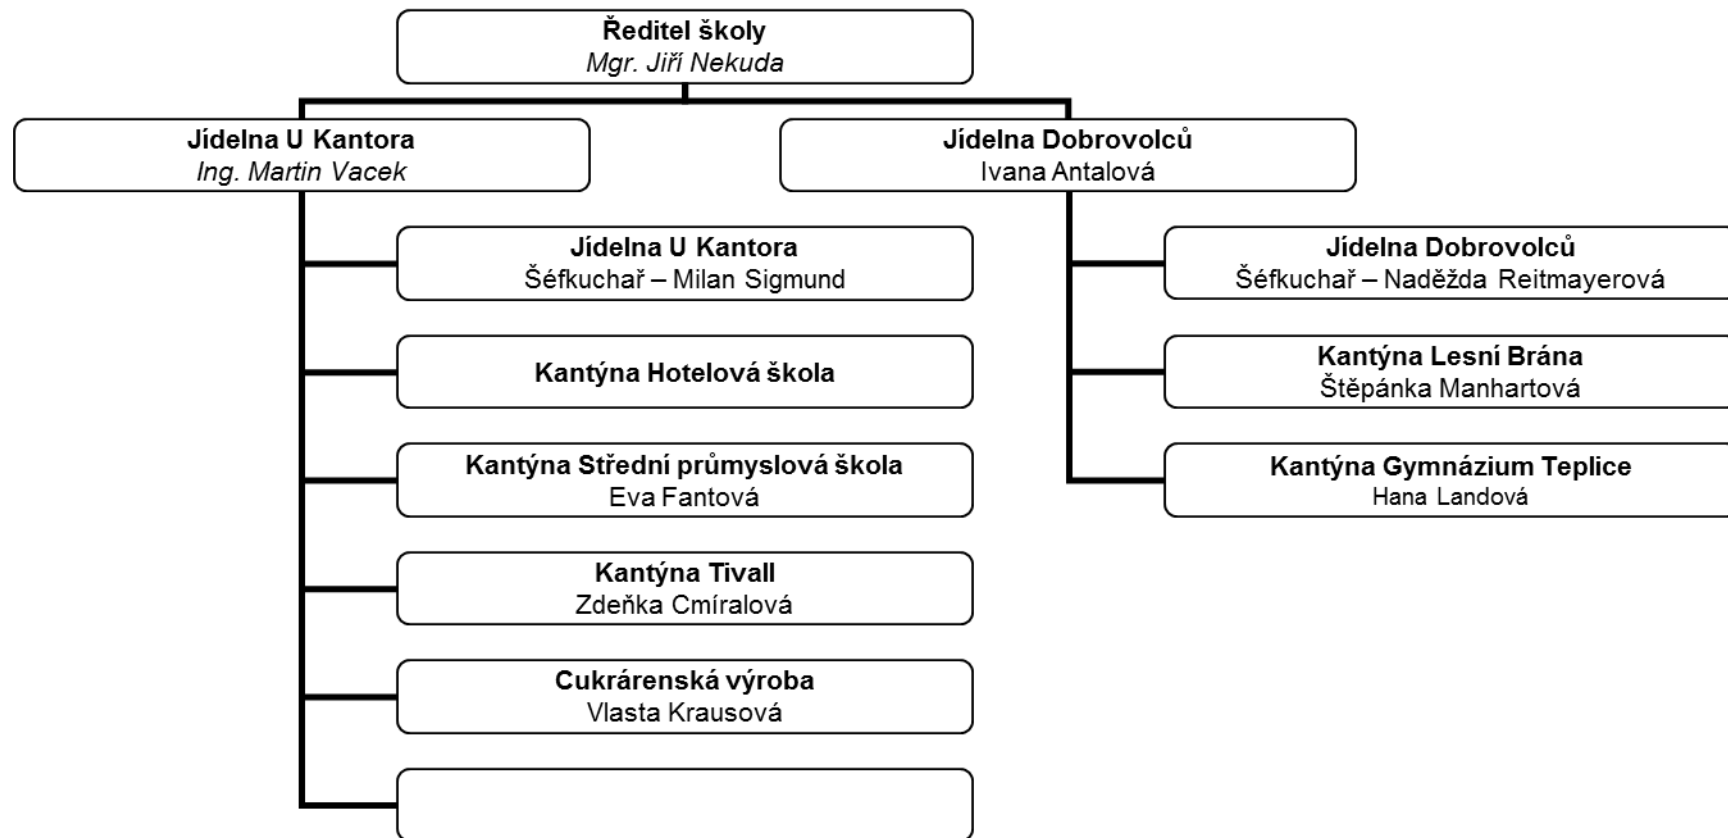 Ředitel školy
Mgr. Jiří Nekuda
Jídelna U Kantora
Ing. Martin Vacek
Jídelna Dobrovolců
Ivana Antalová
Jídelna U Kantora
Šéfkuchař – Milan Sigmund
Kantýna Hotelová škola
Kantýna Střední průmyslová škola
Eva Fantová
Kantýna Tivall
Zdeňka Cmíralová
Cukrárenská výroba
Vlasta Krausová
Jídelna Dobrovolců
Šéfkuchař – Naděžda Reitmayerová
Kantýna Lesní Brána
Štěpánka Manhartová
Kantýna Gymnázium Teplice
Hana Landová